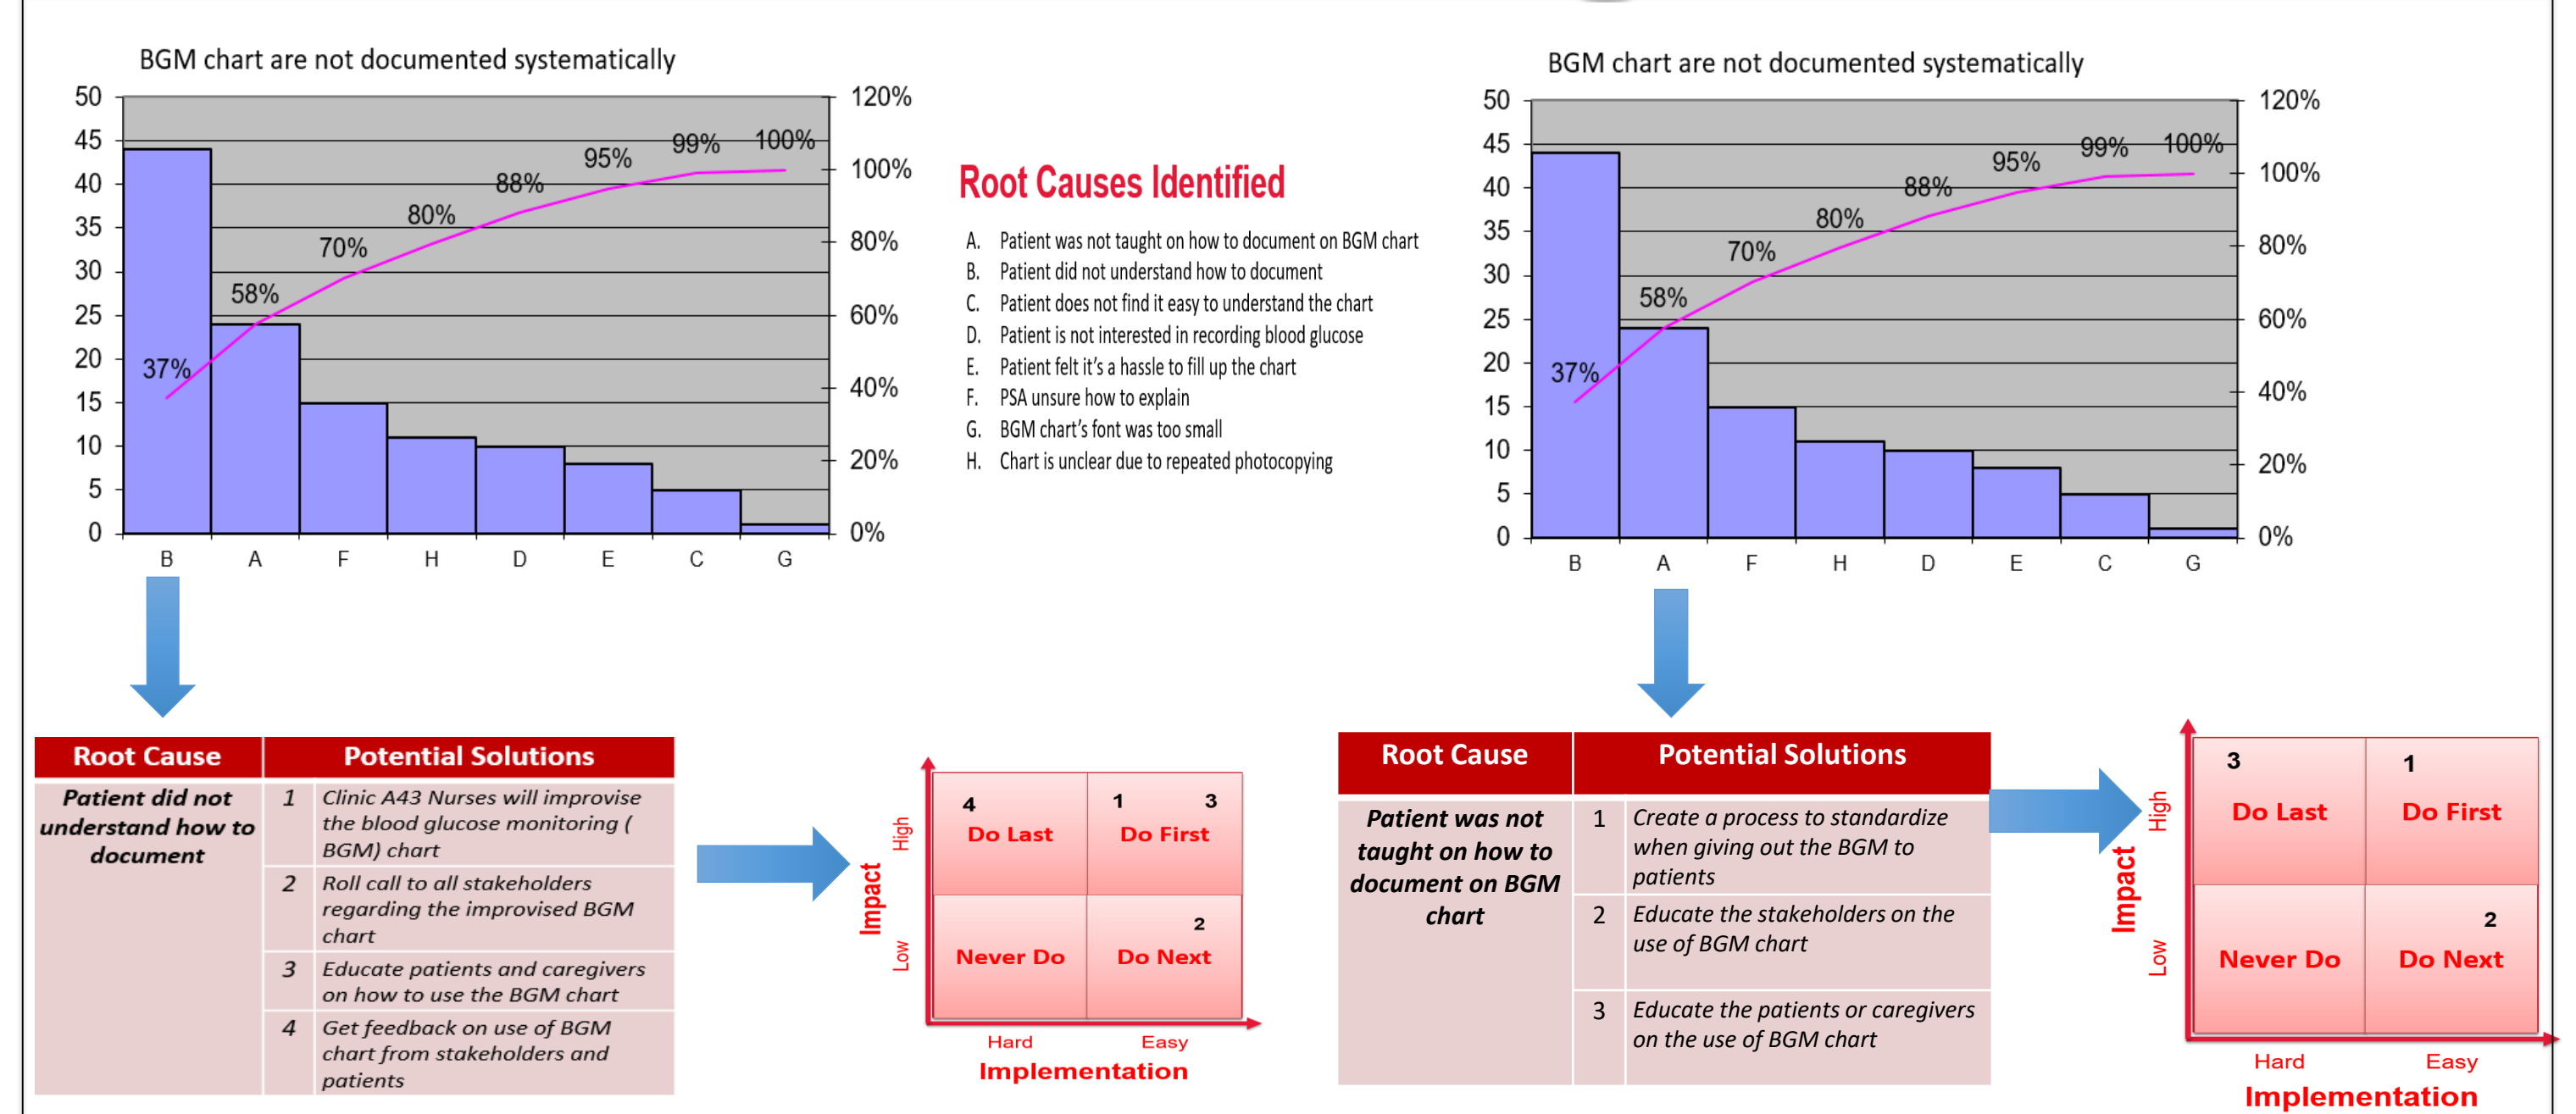 BGM chart are not documented systematically
50
45
40
35
30
25
20
15
10
5
0
120%
100%
80%
60%
40%
20%
0%
37%
58%
70%
80%
88%
95%
99%
100%
B A F H D E C G
Root Causes Identified
A. Patient was not taught on how to document on BGM chart
B. Patient did not understand how to document
C. Patient does not find it easy to understand the chart
D. Patient is not interested in recording blood glucose
E. Patient felt it's a hassle to fill up the chart
F. PSA unsure how to explain
G. BGM chart's font was too small
H. Chart is unclear due to repeated photocopying
BGM chart are not documented systematically
50
45
40
35
30
25
20
15
10
5
0
120%
100%
80%
60%
40%
20%
0%
37%
58%
70%
80%
88%
95%
99%
100%
B A F H D E C G
Root Cause Potential Solutions
Patient did not
understand how to
document
1 Clinic A43 Nurses will improvise
the blood glucose monitoring (
BGM) chart
2 Roll call to all stakeholders
regarding the improvised BGM
chart
3 Educate patients and caregivers
on how to use the BGM chart
4 Get feedback on use of BGM
chart from stakeholders and
patients
Impact
High
Low
4
Do Last
1 3
Do First
Never Do
2
Do Next
Hard Easy
Implementation
Root Cause Potential Solutions
Patient was not
taught on how to
document on BGM
chart
1 Create a process to standardize
when giving out the BGM to
patients
2 Educate the stakeholders on the
use of BGM chart
3 Educate the patients or caregivers
on the use of BGM chart
Impact
High
Low
3
Do Last
1
Do First
Never Do
2
Do Next
Hard Easy
Implementation